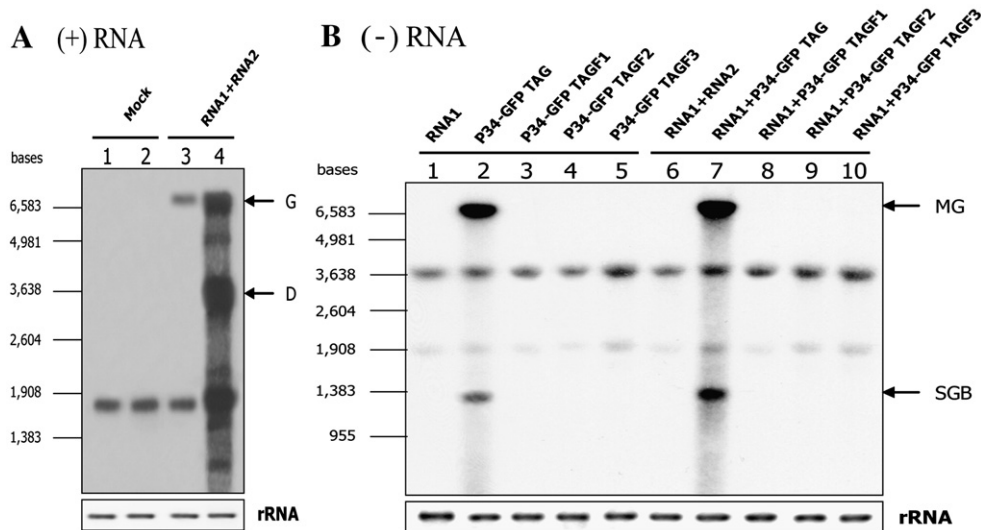 A (+) RNA
Mock
RNA1+RNA2
bases
1 2 3 4
6,583
4,981
3,638
2,604
1,908
1,383
G
D
rRNA
B (-) RNA
RNA1
P34-GFP TAG
P34-GFP TAGF1
P34-GFP TAGF2
P34-GFP TAGF3
RNA1+RNA2
RNA1+P34-GFP TAG
RNA1+P34-GFP TAGF1
RNA1+P34-GFP TAGF2
RNA1+P34-GFP TAGF3
bases
1 2 3 4 5 6 7 8 9 10
6,583
4,981
3,638
2,604
1,908
1,383
955
MG
SGB
rRNA